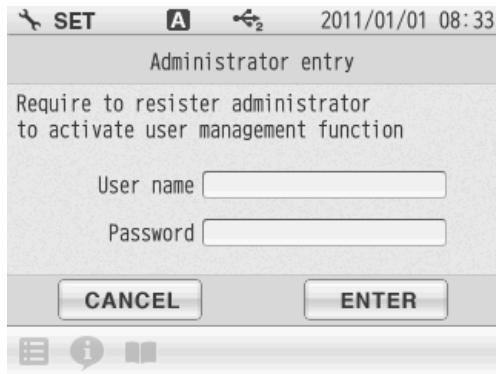 SET A 2 2011/01/01 08:33
Administrator entry
Require to resister administrator
to activate user management function
User name
Password
CANCEL ENTER